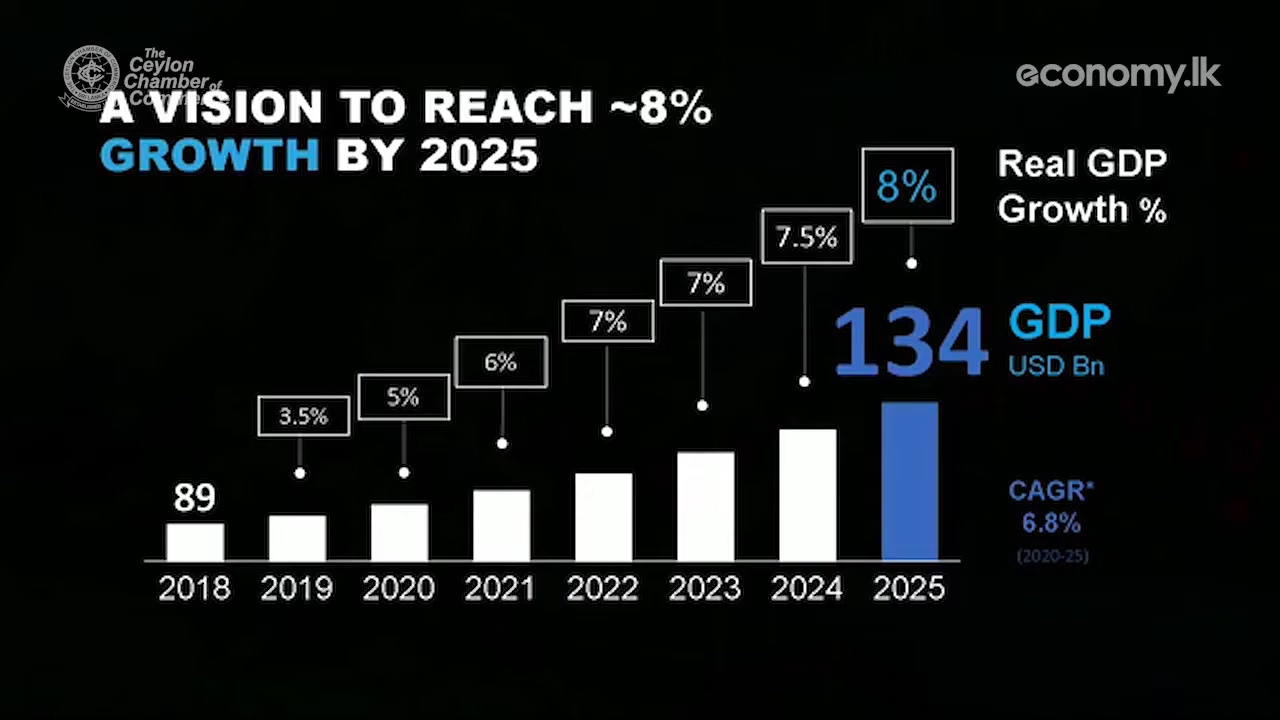 The
Ceylon
Chamber of
Commerce
economy.lk
A VISION TO REACH ~8%
GROWTH BY 2025
Real GDP
Growth %
8%
7.5%
7%
7%
6%
5%
3.5%
134
GDP
USD Bn
89
CAGR*
6.8%
(2020-25)
2018 2019 2020 2021 2022 2023 2024 2025